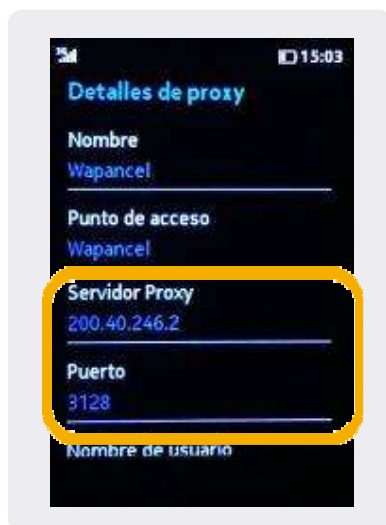 15:03
Detalles de proxy
Nombre
Wapancel
Punto de acceso
Wapancel
Servidor Proxy
200.40.246.2
Puerto
3128
Nombre de usuario